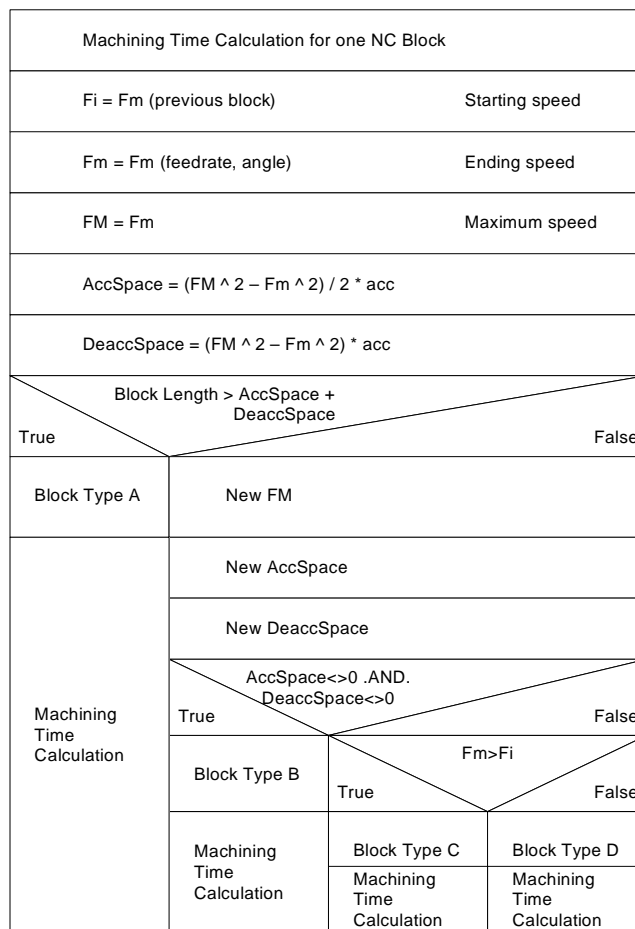 Machining Time Calculation for one NC Block
Fi = Fm (previous block) Starting speed
Fm = Fm (feedrate, angle) Ending speed
FM = Fm Maximum speed
AccSpace = (FM ^ 2 – Fm ^ 2) / 2 * acc
DeaccSpace = (FM ^ 2 – Fm ^ 2) * acc
Block Length > AccSpace +
DeaccSpace
True False
Block Type A New FM
New AccSpace
New DeaccSpace
AccSpace<>0 .AND.
DeaccSpace<>0
True False
Machining
Time
Calculation
Fm>Fi
Block Type B
True False
Machining
Time
Calculation
Block Type C Block Type D
Machining
Time
Calculation
Machining
Time
Calculation